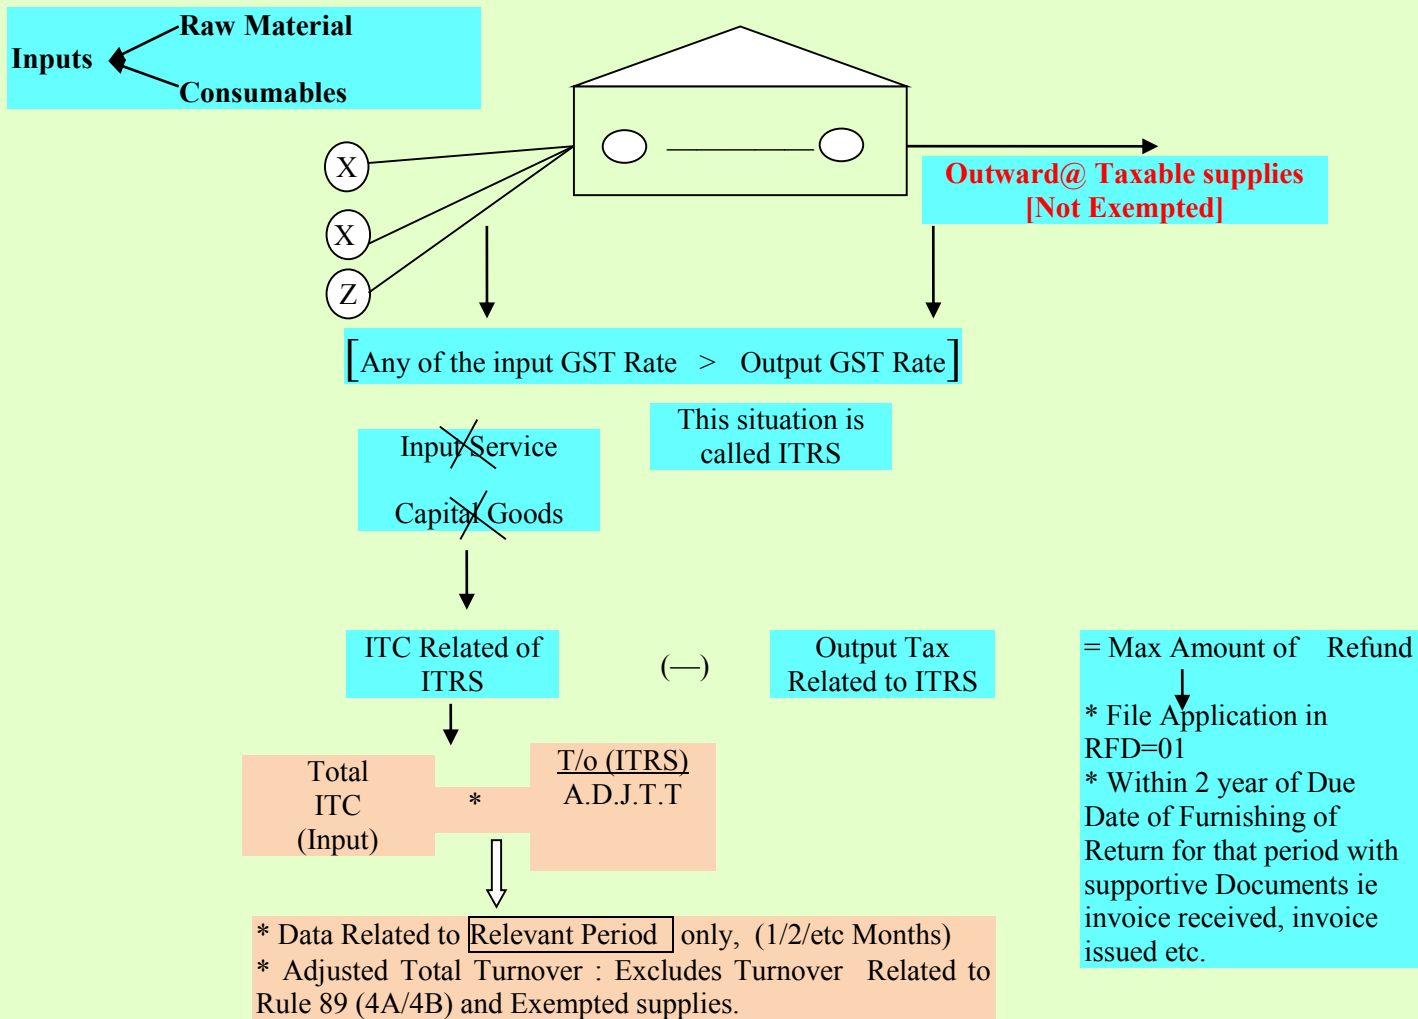 Raw Material
Inputs
Consumables
X
X
Z
Outward@ Taxable supplies
[Not Exempted]
[Any of the input GST Rate > Output GST Rate]
This situation is
called ITRS
Input Service
Capital Goods
ITC Related of
ITRS
(—)
Output Tax
Related to ITRS
= Max Amount of Refund
* File Application in
RFD=01
* Within 2 year of Due
Date of Furnishing of
Return for that period with
supportive Documents ie
invoice received, invoice
issued etc.
Total
ITC
(Input)
*
T/o (ITRS)
A.D.J.T.T
* Data Related to Relevant Period only, (1/2/etc Months)
* Adjusted Total Turnover : Excludes Turnover Related to
Rule 89 (4A/4B) and Exempted supplies.